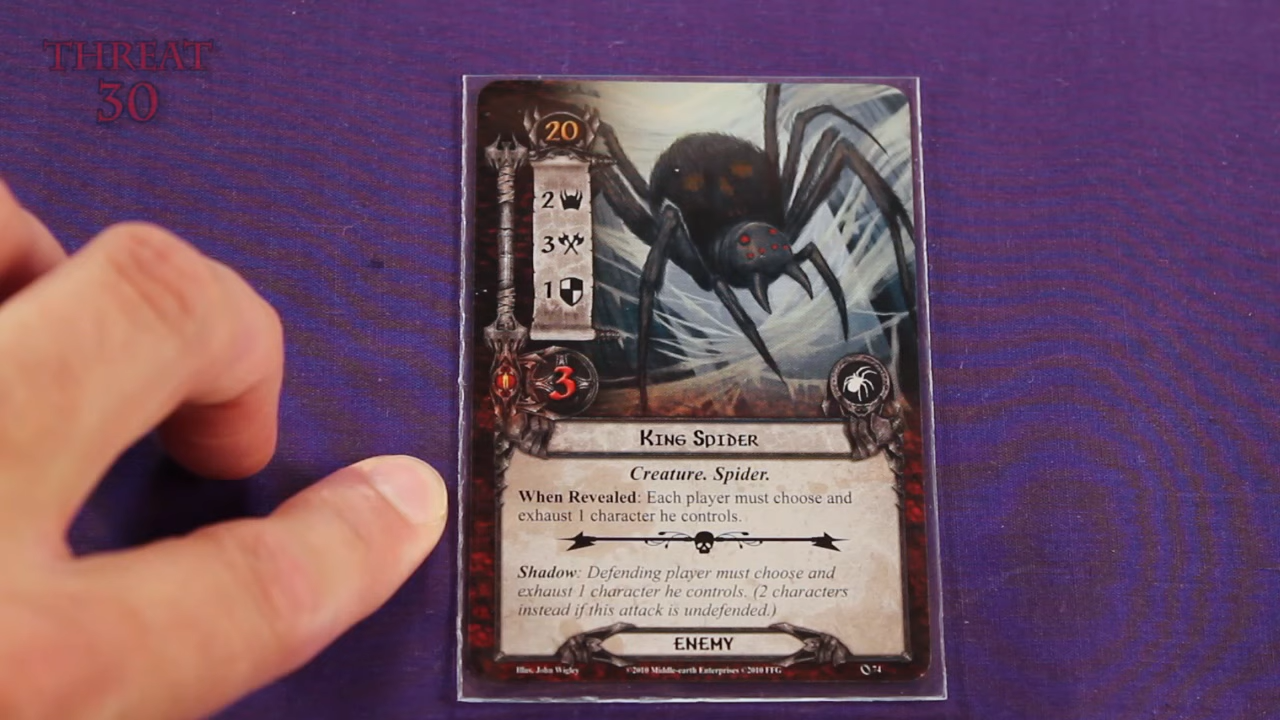 THREAT
30
20
2
3
1
3
KING SPIDER
Creature. Spider.
When Revealed: Each player must choose and
exhaust 1 character he controls.
Shadow: Defending player must choose and
exhaust 1 character he controls. (2 characters
instead if this attack is undefended.)
ENEMY
Illus. John Wigley ©2010 Middle-earth Enterprises ©2010 FFG 74